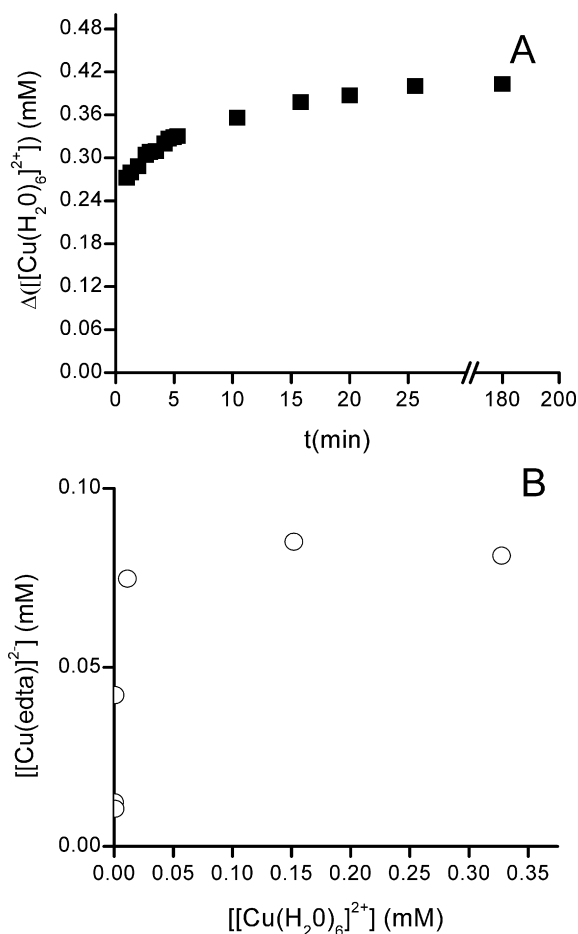 A
0.48
0.42
0.36
0.30
0.24
0.18
0.12
0.06
0.00
Δ([[Cu(H₂0)₆]²⁺]) (mM)
0 5 10 15 20 25 180 200
t(min)
B
0.10
0.05
0.00
[[Cu(edta)]²⁻] (mM)
0.00 0.05 0.10 0.15 0.20 0.25 0.30 0.35
[[Cu(H₂0)₆]²⁺] (mM)